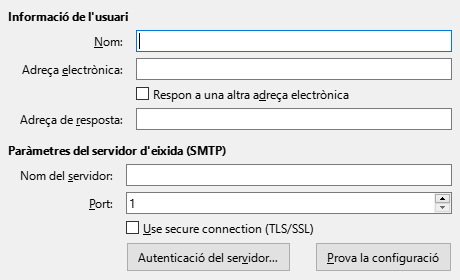 Informació de l'usuari
Nom:
Adreça electrònica:
Respon a una altra adreça electrònica
Adreça de resposta:
Paràmetres del servidor d'eixida (SMTP)
Nom del servidor:
Port: 1
Use secure connection (TLS/SSL)
Autenticació del servidor... Prova la configuració